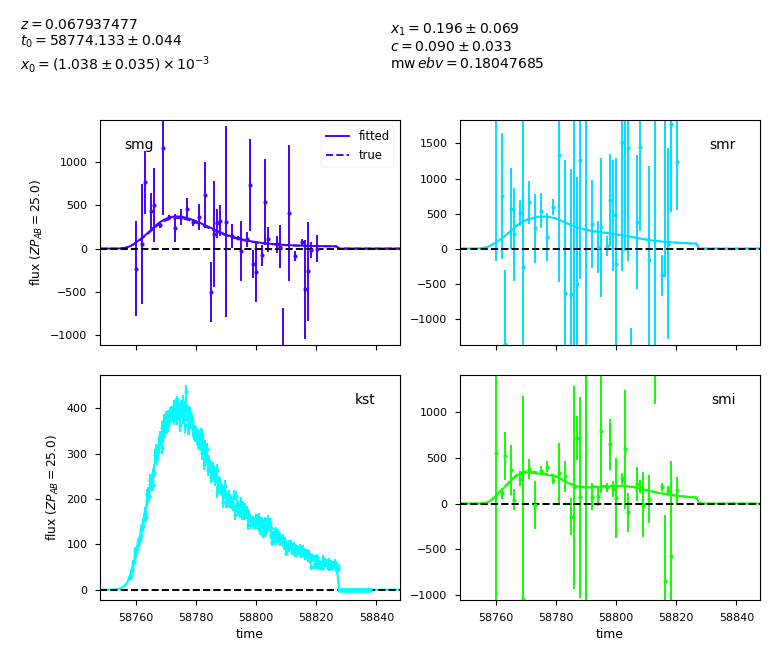 z = 0.067937477
t₀ = 58774.133 ± 0.044
x₀ = (1.038 ± 0.035) × 10⁻³
x₁ = 0.196 ± 0.069
c = 0.090 ± 0.033
mw ebv = 0.18047685
smg
fitted
true
1000
500
0
−500
−1000
flux (ZP_AB = 25.0)
smr
1500
1000
500
0
−500
−1000
kst
400
300
200
100
0
flux (ZP_AB = 25.0)
58760 58780 58800 58820 58840
time
smi
1000
500
0
−500
−1000
58760 58780 58800 58820 58840
time